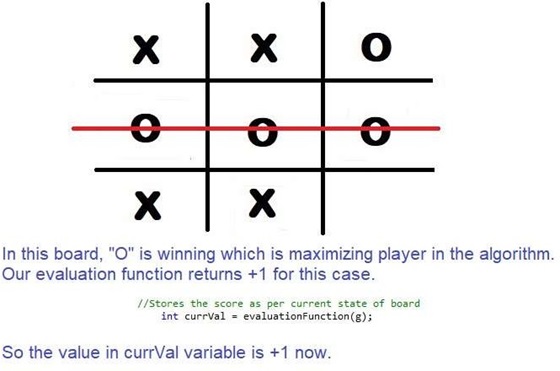 X X O
O O O
X X
In this board, "O" is winning which is maximizing player in the algorithm.
Our evaluation function returns +1 for this case.
//Stores the score as per current state of board
int currVal = evaluationFunction(g);
So the value in currVal variable is +1 now.